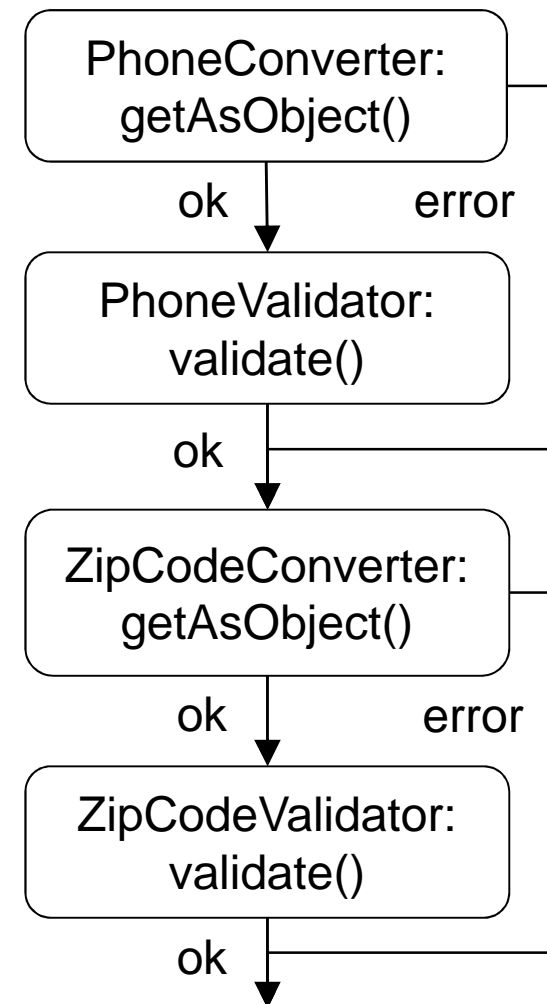 PhoneConverter:
getAsObject()
ok error
PhoneValidator:
validate()
ok
ZipCodeConverter:
getAsObject()
ok error
ZipCodeValidator:
validate()
ok